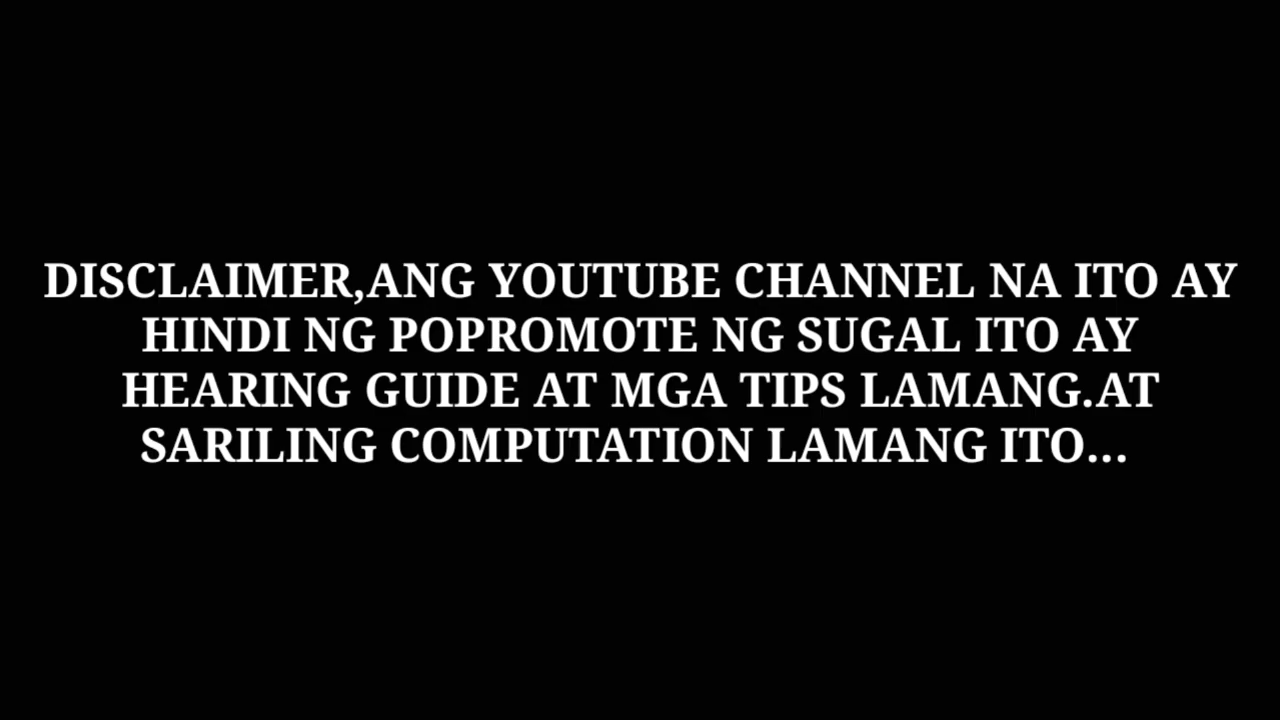 DISCLAIMER,ANG YOUTUBE CHANNEL NA ITO AY
HINDI NG POPROMOTE NG SUGAL ITO AY
HEARING GUIDE AT MGA TIPS LAMANG.AT
SARILING COMPUTATION LAMANG ITO...